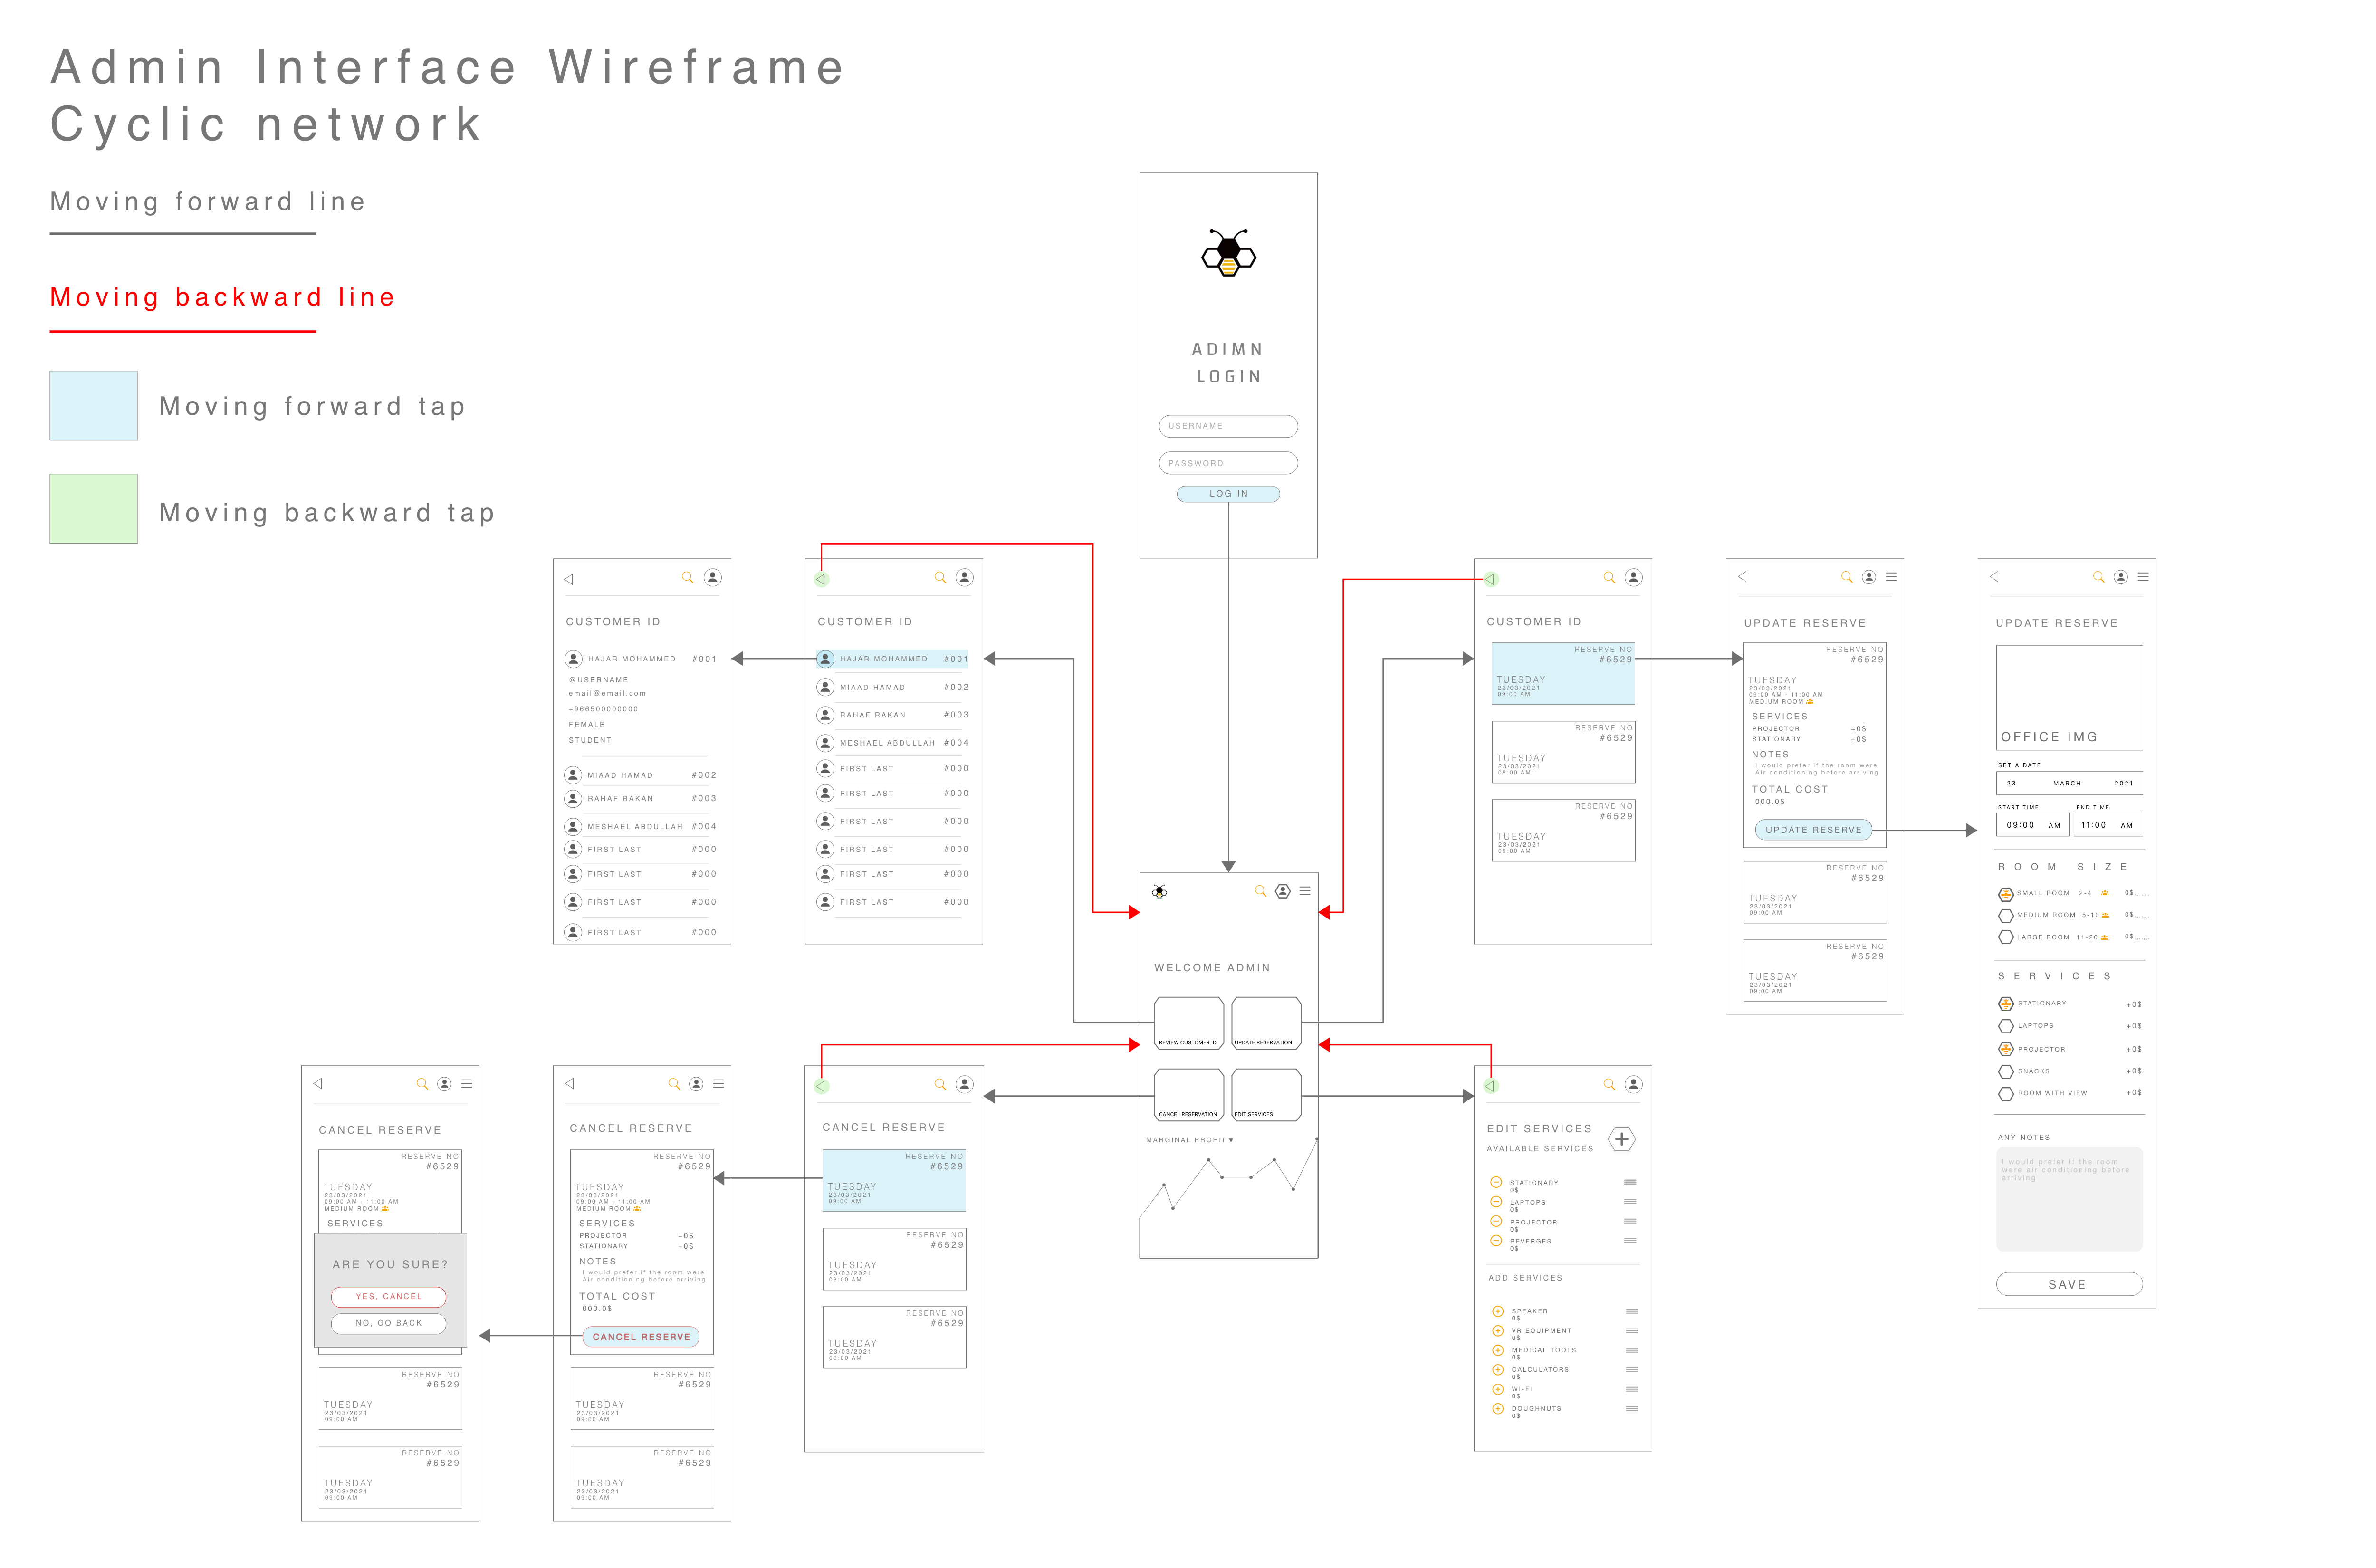 Admin Interface Wireframe
Cyclic network
Moving forward line
Moving backward line
Moving forward tap
Moving backward tap
ADIMN
LOGIN
USERNAME
PASSWORD
LOG IN
CUSTOMER ID
HAJAR MOHAMMED #001
@USERNAME
email@email.com
+966500000000
FEMALE
STUDENT
MIAAD HAMAD #002
RAHAF RAKAN #003
MESHAEL ABDULLAH #004
FIRST LAST #000
FIRST LAST #000
FIRST LAST #000
FIRST LAST #000
CUSTOMER ID
HAJAR MOHAMMED #001
MIAAD HAMAD #002
RAHAF RAKAN #003
MESHAEL ABDULLAH #004
FIRST LAST #000
FIRST LAST #000
FIRST LAST #000
FIRST LAST #000
FIRST LAST #000
FIRST LAST #000
CUSTOMER ID
RESERVE NO
#6529
TUESDAY
23/03/2021
09:00 AM
RESERVE NO
#6529
TUESDAY
23/03/2021
09:00 AM
RESERVE NO
#6529
TUESDAY
23/03/2021
09:00 AM
UPDATE RESERVE
RESERVE NO
#6529
TUESDAY
23/03/2021
09:00 AM - 11:00 AM
MEDIUM ROOM
SERVICES
PROJECTOR +0$
STATIONARY +0$
NOTES
I would prefer if the room were
Air conditioning before arriving
TOTAL COST
000.0$
UPDATE RESERVE
RESERVE NO
#6529
TUESDAY
23/03/2021
09:00 AM
RESERVE NO
#6529
TUESDAY
23/03/2021
09:00 AM
UPDATE RESERVE
OFFICE IMG
SET A DATE
23 MARCH 2021
START TIME END TIME
09:00 AM 11:00 AM
ROOM SIZE
SMALL ROOM 2-4 0$
MEDIUM ROOM 5-10 0$
LARGE ROOM 11-20 0$
SERVICES
STATIONARY +0$
LAPTOPS +0$
PROJECTOR +0$
SNACKS +0$
ROOM WITH VIEW +0$
ANY NOTES
I would prefer if the room
were air conditioning before
arriving
SAVE
WELCOME ADMIN
REVIEW CUSTOMER ID
UPDATE RESERVATION
CANCEL RESERVATION
EDIT SERVICES
MARGINAL PROFIT ▼
CANCEL RESERVE
RESERVE NO
#6529
TUESDAY
23/03/2021
09:00 AM - 11:00 AM
MEDIUM ROOM
SERVICES
ARE YOU SURE?
YES, CANCEL
NO, GO BACK
RESERVE NO
#6529
TUESDAY
23/03/2021
09:00 AM
RESERVE NO
#6529
TUESDAY
23/03/2021
09:00 AM
CANCEL RESERVE
RESERVE NO
#6529
TUESDAY
23/03/2021
09:00 AM - 11:00 AM
MEDIUM ROOM
SERVICES
PROJECTOR +0$
STATIONARY +0$
NOTES
I would prefer if the room were
Air conditioning before arriving
TOTAL COST
000.0$
CANCEL RESERVE
RESERVE NO
#6529
TUESDAY
23/03/2021
09:00 AM
RESERVE NO
#6529
TUESDAY
23/03/2021
09:00 AM
CANCEL RESERVE
RESERVE NO
#6529
TUESDAY
23/03/2021
09:00 AM
RESERVE NO
#6529
TUESDAY
23/03/2021
09:00 AM
RESERVE NO
#6529
TUESDAY
23/03/2021
09:00 AM
EDIT SERVICES
AVAILABLE SERVICES
STATIONARY
0$
LAPTOPS
0$
PROJECTOR
0$
BEVERGES
0$
ADD SERVICES
SPEAKER
0$
VR EQUIPMENT
0$
MEDICAL TOOLS
0$
CALCULATORS
0$
WI-FI
0$
DOUGHNUTS
0$